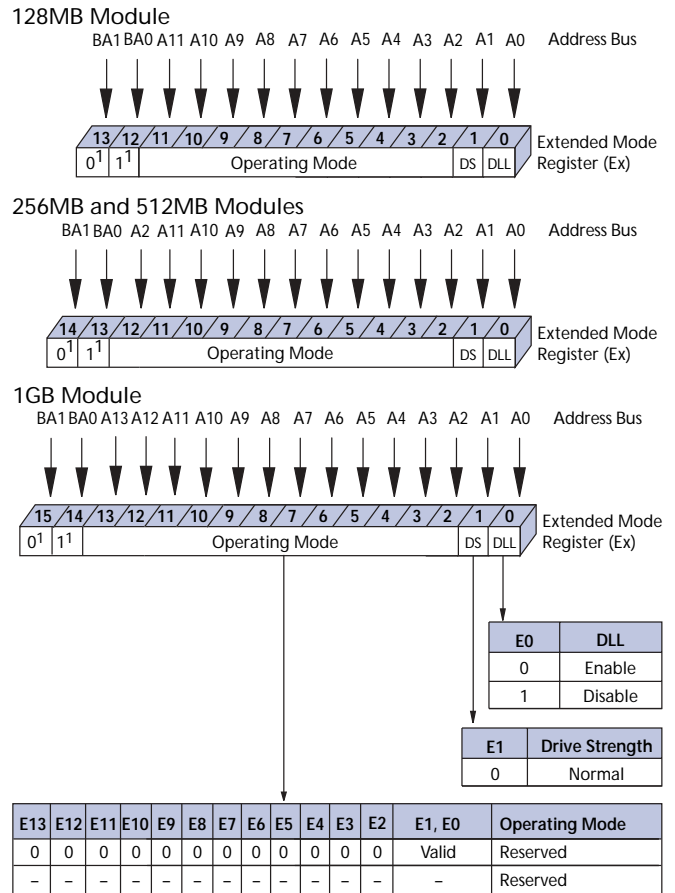 128MB Module
BA1 BA0 A11 A10 A9 A8 A7 A6 A5 A4 A3 A2 A1 A0 Address Bus
13 12 11 10 9 8 7 6 5 4 3 2 1 0 Extended Mode
0¹ 1¹ Operating Mode DS DLL Register (Ex)
256MB and 512MB Modules
BA1 BA0 A2 A11 A10 A9 A8 A7 A6 A5 A4 A3 A2 A1 A0 Address Bus
14 13 12 11 10 9 8 7 6 5 4 3 2 1 0 Extended Mode
0¹ 1¹ Operating Mode DS DLL Register (Ex)
1GB Module
BA1 BA0 A13 A12 A11 A10 A9 A8 A7 A6 A5 A4 A3 A2 A1 A0 Address Bus
15 14 13 12 11 10 9 8 7 6 5 4 3 2 1 0 Extended Mode
0¹ 1¹ Operating Mode DS DLL Register (Ex)
E0 DLL
0 Enable
1 Disable
E1 Drive Strength
0 Normal
E13 E12 E11 E10 E9 E8 E7 E6 E5 E4 E3 E2 E1, E0 Operating Mode
0 0 0 0 0 0 0 0 0 0 0 0 Valid Reserved
– – – – – – – – – – – – – Reserved